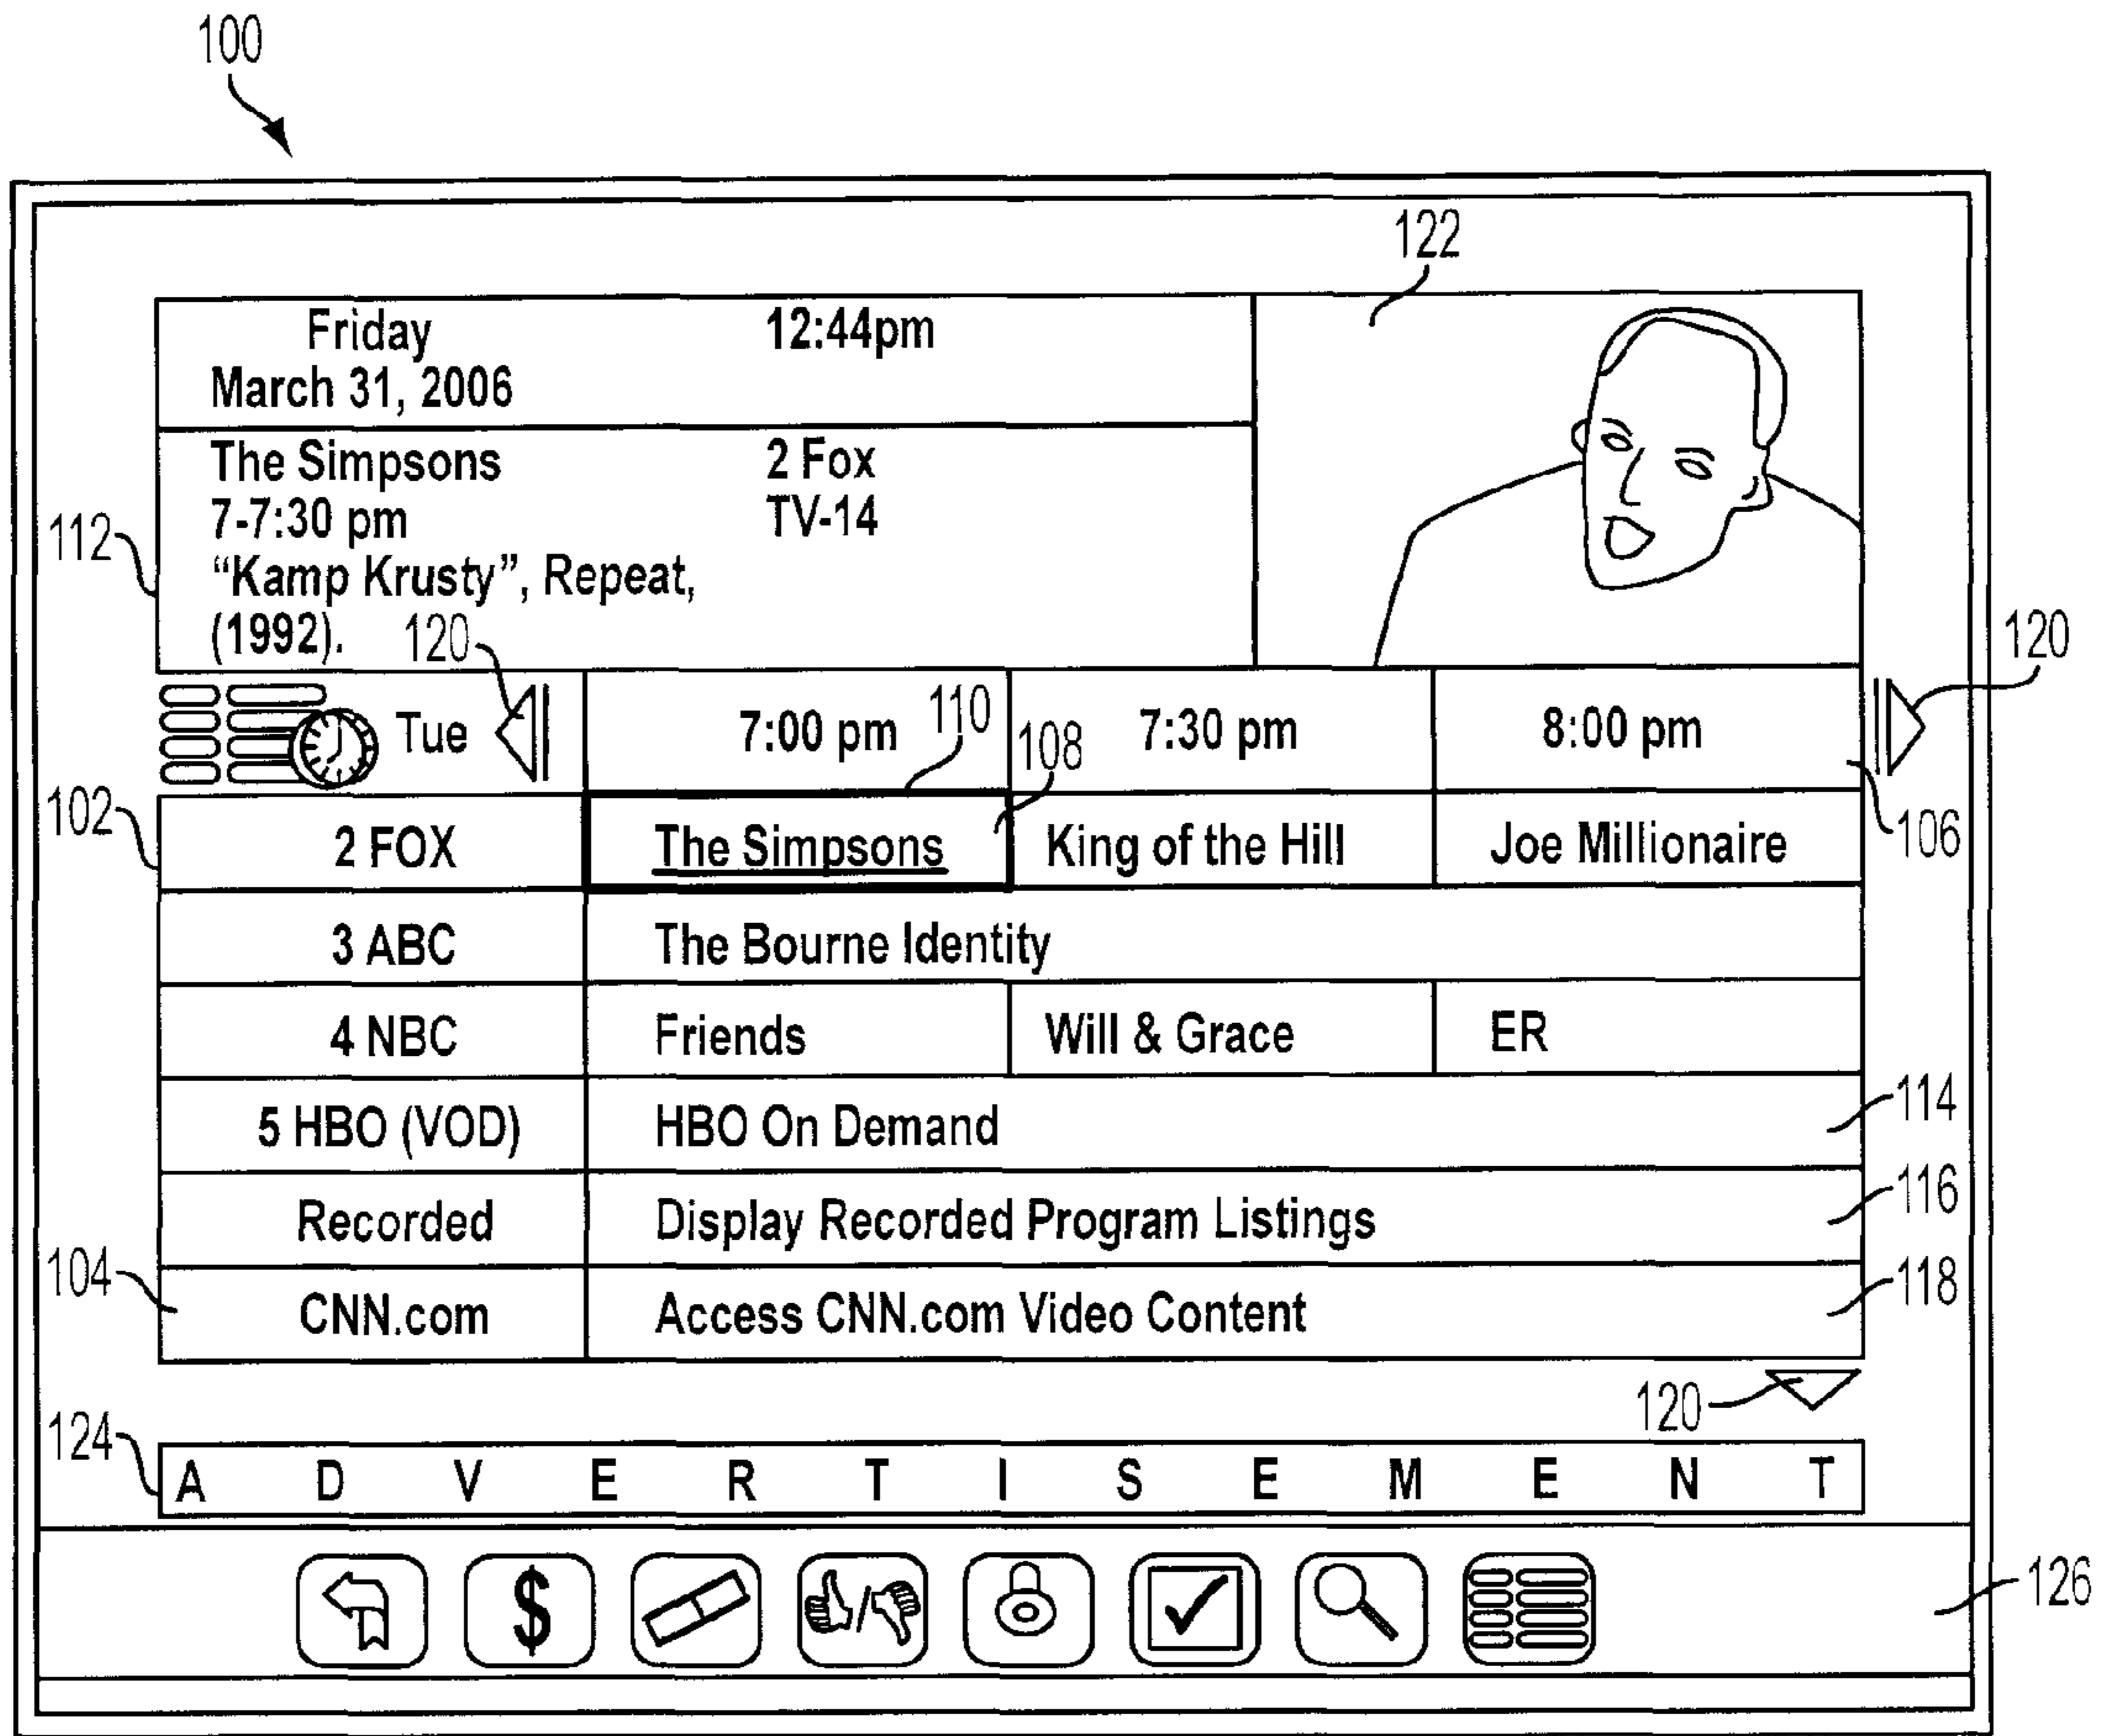 100
122
Friday 12:44pm
March 31, 2006
The Simpsons 2 Fox
7-7:30 pm TV-14
112
“Kamp Krusty”, Repeat,
(1992). 120
120
Tue 7:00 pm 110 7:30 pm 8:00 pm
108
102
106
2 FOX The Simpsons King of the Hill Joe Millionaire
3 ABC The Bourne Identity
4 NBC Friends Will & Grace ER
114
5 HBO (VOD) HBO On Demand
116
Recorded Display Recorded Program Listings
104 118
CNN.com Access CNN.com Video Content
120
124
A D V E R T I S E M E N T
$ / 126